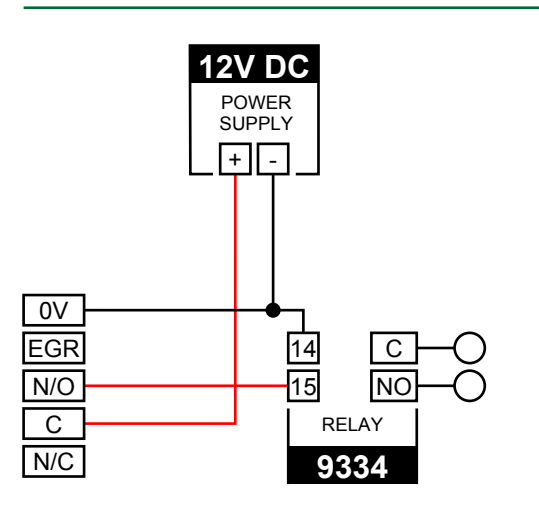 12V DC
POWER
SUPPLY
+ -
0V
EGR
N/O
C
N/C
14
15
C
NO
RELAY
9334